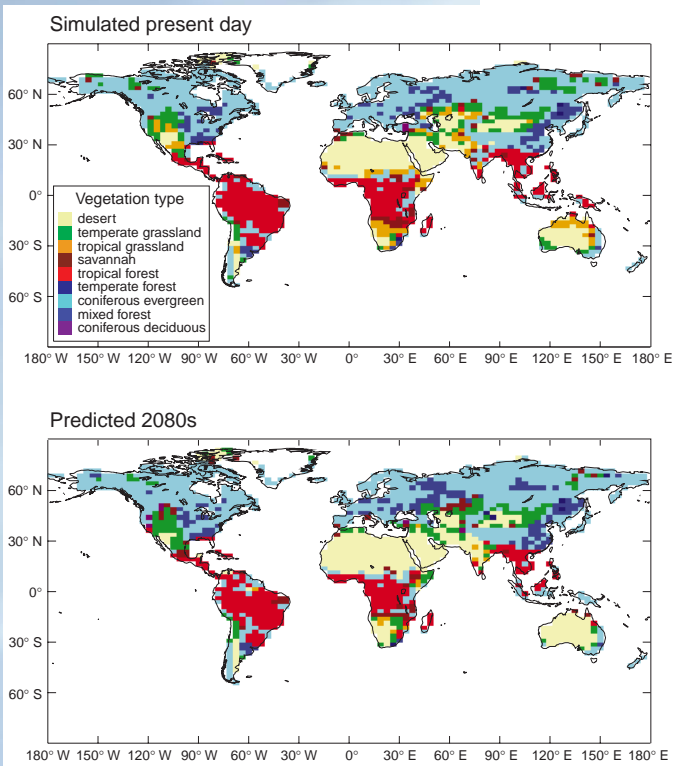 Simulated present day
60° N
30° N
0°
30° S
60° S
Vegetation type
desert
temperate grassland
tropical grassland
savannah
tropical forest
temperate forest
coniferous evergreen
mixed forest
coniferous deciduous
180° W 150° W 120° W 90° W 60° W 30° W 0° 30° E 60° E 90° E 120° E 150° E 180° E
Predicted 2080s
60° N
30° N
0°
30° S
60° S
180° W 150° W 120° W 90° W 60° W 30° W 0° 30° E 60° E 90° E 120° E 150° E 180° E